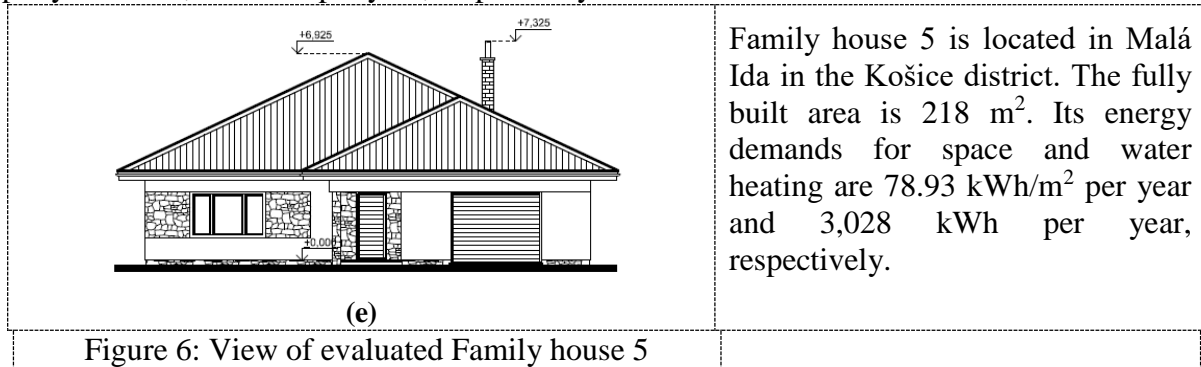 +6,925
+7,325
+0,000
(e)
Family house 5 is located in Malá
Ida in the Košice district. The fully
built area is 218 m². Its energy
demands for space and water
heating are 78.93 kWh/m² per year
and 3,028 kWh per year,
respectively.
Figure 6: View of evaluated Family house 5